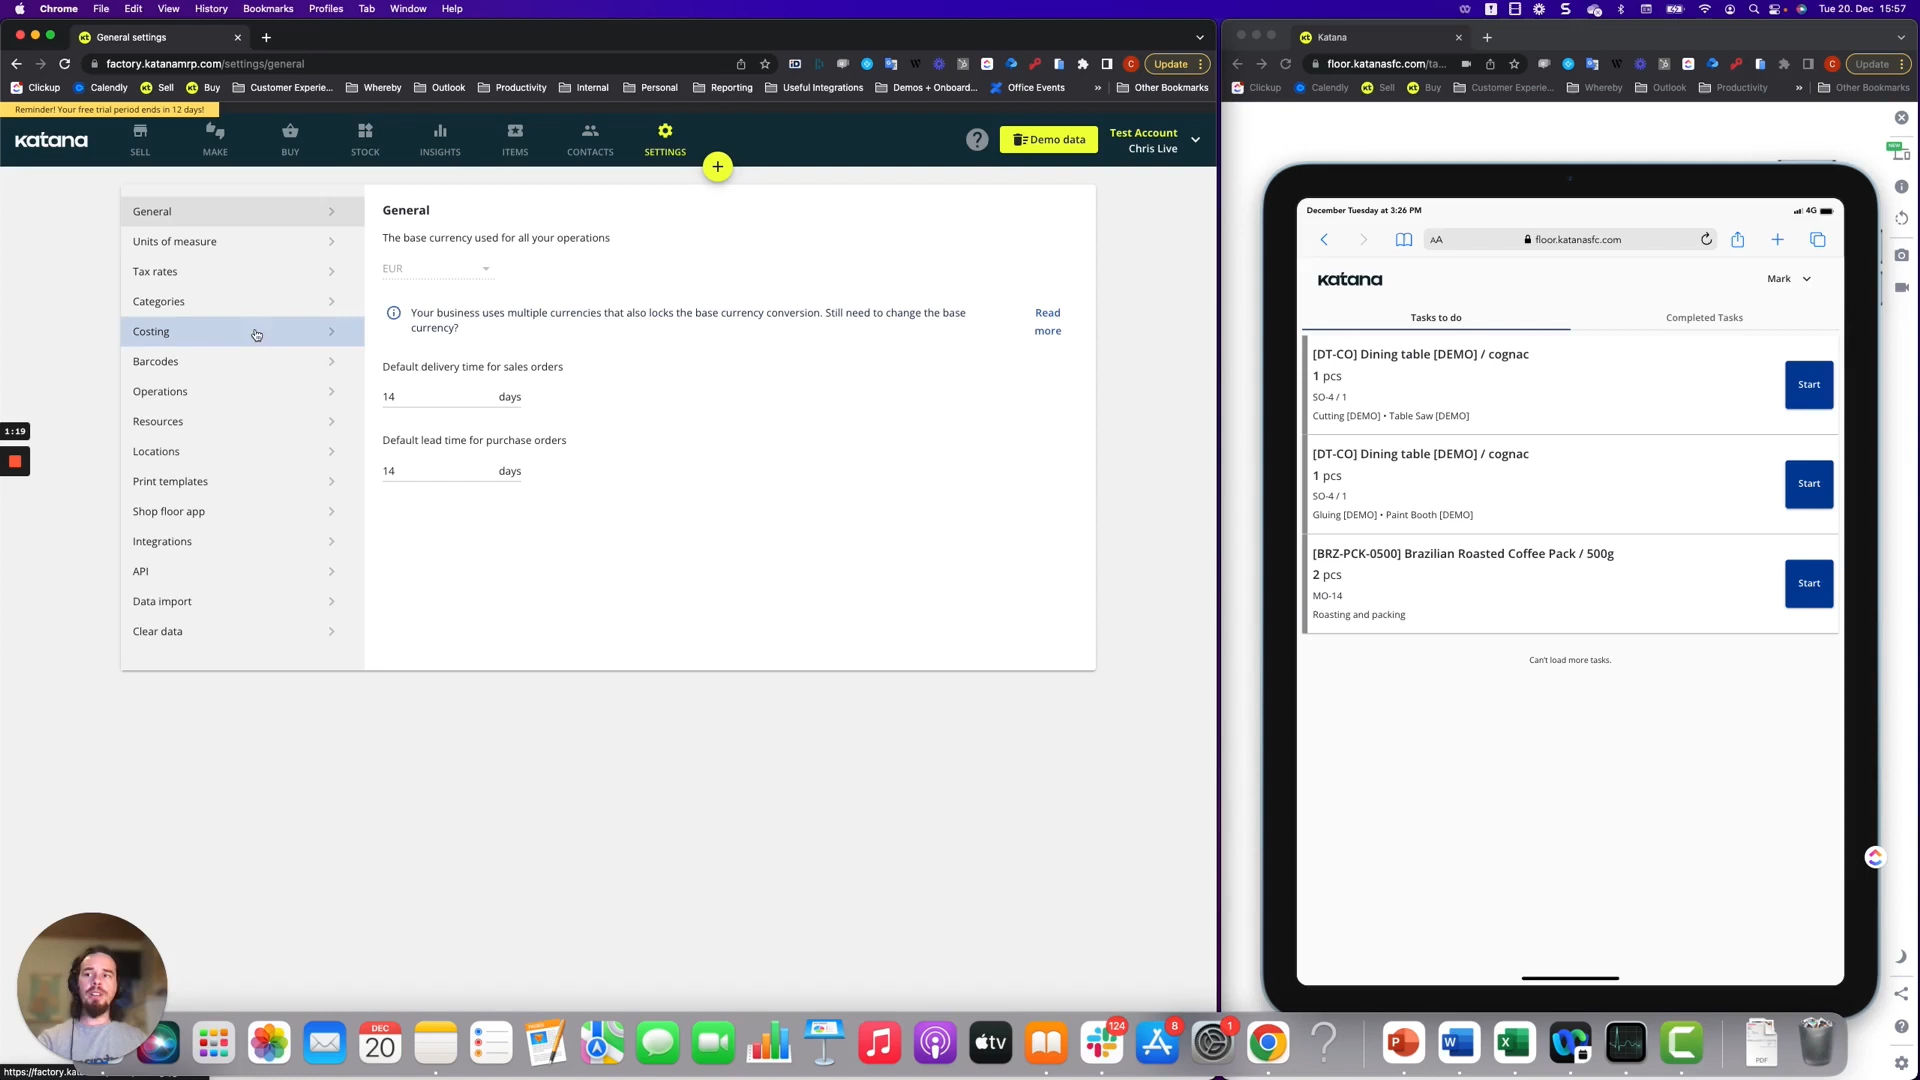 Chrome File Edit View History Bookmarks Profiles Tab Window Help
Tue 20. Dec 15:57
General settings
factory.katanamrp.com/settings/general
Update
Clickup Calendly Sell Buy Customer Experie... Whereby Outlook Productivity Internal Personal Reporting Useful Integrations Demos + Onboard... Office Events » Other Bookmarks
Reminder! Your free trial period ends in 12 days!
katana
SELL MAKE BUY STOCK INSIGHTS ITEMS CONTACTS SETTINGS
Demo data
Test Account
Chris Live
General
Units of measure
Tax rates
Categories
Costing
Barcodes
Operations
Resources
Locations
Print templates
Shop floor app
Integrations
API
Data import
Clear data
General
The base currency used for all your operations
EUR
Your business uses multiple currencies that also locks the base currency conversion. Still need to change the base
currency?
Read
more
Default delivery time for sales orders
14 days
Default lead time for purchase orders
14 days
1:19
Katana
floor.katanasfc.com/ta...
Update
Clickup Calendly Sell Buy Customer Experie... Whereby Outlook Productivity » Other Bookmarks
NEW
December Tuesday at 3:26 PM
4G
AA
floor.katanasfc.com
katana
Mark
Tasks to do
Completed Tasks
[DT-CO] Dining table [DEMO] / cognac
1 pcs
SO-4 / 1
Cutting [DEMO] • Table Saw [DEMO]
Start
[DT-CO] Dining table [DEMO] / cognac
1 pcs
SO-4 / 1
Gluing [DEMO] • Paint Booth [DEMO]
Start
[BRZ-PCK-0500] Brazilian Roasted Coffee Pack / 500g
2 pcs
MO-14
Roasting and packing
Start
Can't load more tasks.
DEC
20
tv
124
8
1
PDF
https://factory.kat